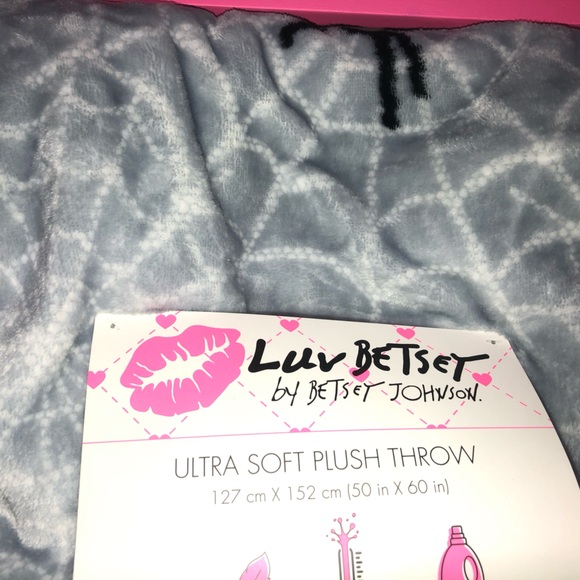 Luv BETSEY
by BETSEY JOHNSON.
ULTRA SOFT PLUSH THROW
127 cm X 152 cm (50 in X 60 in)